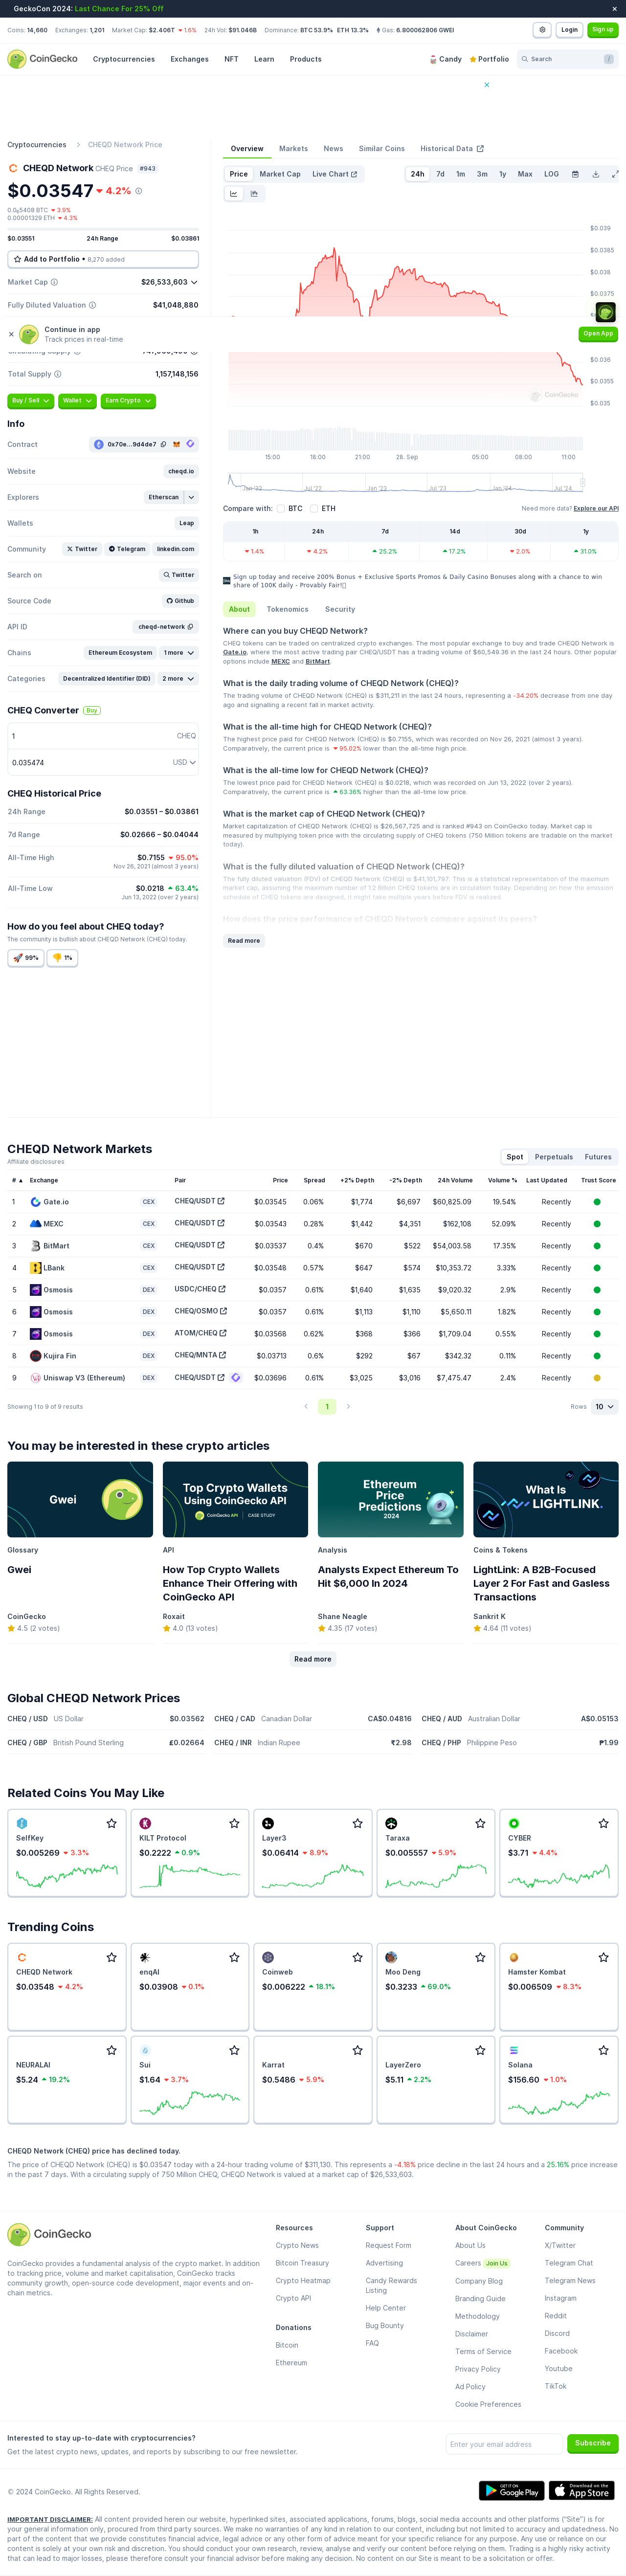 GeckoCon 2024: Last Chance For 25% Off
Coins: 14,660 Exchanges: 1,201 Market Cap: $2.406T 1.6% 24h Vol: $91.046B Dominance: BTC 53.9% ETH 13.3% Gas: 6.800062806 GWEI
Login
Sign up
CoinGecko
Cryptocurrencies Exchanges NFT Learn Products
Candy Portfolio Search /
Cryptocurrencies > CHEQD Network Price
CHEQD Network CHEQ Price #943
$0.03547 4.2%
0.0₆5408 BTC 3.9%
0.00001329 ETH 4.3%
$0.03551 24h Range $0.03861
Add to Portfolio • 8,270 added
Market Cap $26,533,603
Fully Diluted Valuation $41,048,880
Continue in app
Track prices in real-time
Open App
Total Supply 1,157,148,156
Buy / Sell Wallet Earn Crypto
Info
Contract 0x70e...9d4de7
Website cheqd.io
Explorers Etherscan
Wallets Leap
Community Twitter Telegram linkedin.com
Search on Twitter
Source Code Github
API ID cheqd-network
Chains Ethereum Ecosystem 1 more
Categories Decentralized Identifier (DID) 2 more
CHEQ Converter Buy
1 CHEQ
0.035474 USD
CHEQ Historical Price
24h Range $0.03551 – $0.03861
7d Range $0.02666 – $0.04044
All-Time High $0.7155 95.0%
Nov 26, 2021 (almost 3 years)
All-Time Low $0.0218 63.4%
Jun 13, 2022 (over 2 years)
How do you feel about CHEQ today?
The community is bullish about CHEQD Network (CHEQ) today.
99% 1%
Overview Markets News Similar Coins Historical Data
Price Market Cap Live Chart
24h 7d 1m 3m 1y Max LOG
$0.039
$0.0385
$0.038
$0.0375
$0.036
$0.0355
$0.035
CoinGecko
15:00 18:00 21:00 28. Sep 05:00 08:00 11:00
Jan '22 Jul '22 Jan '23 Jul '23 Jan '24 Jul '24
Compare with: BTC ETH
Need more data? Explore our API
1h 24h 7d 14d 30d 1y
1.4% 4.2% 25.2% 17.2% 2.0% 31.0%
Sign up today and receive 200% Bonus + Exclusive Sports Promos & Daily Casino Bonuses along with a chance to win
share of 100K daily - Provably Fair!
About Tokenomics Security
Where can you buy CHEQD Network?
CHEQ tokens can be traded on centralized crypto exchanges. The most popular exchange to buy and trade CHEQD Network is
Gate.io, where the most active trading pair CHEQ/USDT has a trading volume of $60,549.36 in the last 24 hours. Other popular
options include MEXC and BitMart.
What is the daily trading volume of CHEQD Network (CHEQ)?
The trading volume of CHEQD Network (CHEQ) is $311,211 in the last 24 hours, representing a -34.20% decrease from one day
ago and signalling a recent fall in market activity.
What is the all-time high for CHEQD Network (CHEQ)?
The highest price paid for CHEQD Network (CHEQ) is $0.7155, which was recorded on Nov 26, 2021 (almost 3 years).
Comparatively, the current price is 95.02% lower than the all-time high price.
What is the all-time low for CHEQD Network (CHEQ)?
The lowest price paid for CHEQD Network (CHEQ) is $0.0218, which was recorded on Jun 13, 2022 (over 2 years).
Comparatively, the current price is 63.36% higher than the all-time low price.
What is the market cap of CHEQD Network (CHEQ)?
Market capitalization of CHEQD Network (CHEQ) is $26,567,725 and is ranked #943 on CoinGecko today. Market cap is
measured by multiplying token price with the circulating supply of CHEQ tokens (750 Million tokens are tradable on the market
today).
What is the fully diluted valuation of CHEQD Network (CHEQ)?
The fully diluted valuation (FDV) of CHEQD Network (CHEQ) is $41,101,797. This is a statistical representation of the maximum
market cap, assuming the maximum number of 1.2 Billion CHEQ tokens are in circulation today. Depending on how the emission
schedule of CHEQ tokens are designed, it might take multiple years before FDV is realized.
How does the price performance of CHEQD Network compare against its peers?
Read more
CHEQD Network Markets
Affiliate disclosures
Spot Perpetuals Futures
# ▲ Exchange Pair Price Spread +2% Depth -2% Depth 24h Volume Volume % Last Updated Trust Score
1 Gate.io CEX CHEQ/USDT $0.03545 0.06% $1,774 $6,697 $60,825.09 19.54% Recently
2 MEXC CEX CHEQ/USDT $0.03543 0.28% $1,442 $4,351 $162,108 52.09% Recently
3 BitMart CEX CHEQ/USDT $0.03537 0.4% $670 $522 $54,003.58 17.35% Recently
4 LBank CEX CHEQ/USDT $0.03548 0.57% $647 $574 $10,353.72 3.33% Recently
5 Osmosis DEX USDC/CHEQ $0.0357 0.61% $1,640 $1,635 $9,020.32 2.9% Recently
6 Osmosis DEX CHEQ/OSMO $0.0357 0.61% $1,113 $1,110 $5,650.11 1.82% Recently
7 Osmosis DEX ATOM/CHEQ $0.03568 0.62% $368 $366 $1,709.04 0.55% Recently
8 Kujira Fin DEX CHEQ/MNTA $0.03713 0.6% $292 $67 $342.32 0.11% Recently
9 Uniswap V3 (Ethereum) DEX CHEQ/USDT $0.03696 0.61% $3,025 $3,016 $7,475.47 2.4% Recently
Showing 1 to 9 of 9 results 1 Rows 10
You may be interested in these crypto articles
Gwei
Top Crypto Wallets
Using CoinGecko API
CoinGecko API | CASE STUDY
Ethereum
Price
Predictions
2024
What Is
LIGHTLINK.
Glossary API Analysis Coins & Tokens
Gwei
How Top Crypto Wallets
Enhance Their Offering with
CoinGecko API
Analysts Expect Ethereum To
Hit $6,000 In 2024
LightLink: A B2B-Focused
Layer 2 For Fast and Gasless
Transactions
CoinGecko Roxait Shane Neagle Sankrit K
4.5 (2 votes) 4.0 (13 votes) 4.35 (17 votes) 4.64 (11 votes)
Read more
Global CHEQD Network Prices
CHEQ / USD US Dollar $0.03562 CHEQ / CAD Canadian Dollar CA$0.04816 CHEQ / AUD Australian Dollar A$0.05153
CHEQ / GBP British Pound Sterling £0.02664 CHEQ / INR Indian Rupee ₹2.98 CHEQ / PHP Philippine Peso ₱1.99
Related Coins You May Like
SelfKey KILT Protocol Layer3 Taraxa CYBER
$0.005269 3.3% $0.2222 0.9% $0.06414 8.9% $0.005557 5.9% $3.71 4.4%
Trending Coins
CHEQD Network enqAI Coinweb Moo Deng Hamster Kombat
$0.03548 4.2% $0.03908 0.1% $0.006222 18.1% $0.3233 69.0% $0.006509 8.3%
NEURALAI Sui Karrat LayerZero Solana
$5.24 19.2% $1.64 3.7% $0.5486 5.9% $5.11 2.2% $156.60 1.0%
CHEQD Network (CHEQ) price has declined today.
The price of CHEQD Network (CHEQ) is $0.03547 today with a 24-hour trading volume of $311,130. This represents a -4.18% price decline in the last 24 hours and a 25.16% price increase
in the past 7 days. With a circulating supply of 750 Million CHEQ, CHEQD Network is valued at a market cap of $26,533,603.
CoinGecko
CoinGecko provides a fundamental analysis of the crypto market. In addition
to tracking price, volume and market capitalisation, CoinGecko tracks
community growth, open-source code development, major events and on-
chain metrics.
Resources
Crypto News
Bitcoin Treasury
Crypto Heatmap
Crypto API
Donations
Bitcoin
Ethereum
Support
Request Form
Advertising
Candy Rewards
Listing
Help Center
Bug Bounty
FAQ
About CoinGecko
About Us
Careers Join Us
Company Blog
Branding Guide
Methodology
Disclaimer
Terms of Service
Privacy Policy
Ad Policy
Cookie Preferences
Community
X/Twitter
Telegram Chat
Telegram News
Instagram
Reddit
Discord
Facebook
Youtube
TikTok
Interested to stay up-to-date with cryptocurrencies?
Get the latest crypto news, updates, and reports by subscribing to our free newsletter.
Enter your email address Subscribe
© 2024 CoinGecko. All Rights Reserved.
GET IT ON
Google Play
Download on the
App Store
IMPORTANT DISCLAIMER: All content provided herein our website, hyperlinked sites, associated applications, forums, blogs, social media accounts and other platforms (“Site”) is for
your general information only, procured from third party sources. We make no warranties of any kind in relation to our content, including but not limited to accuracy and updatedness. No
part of the content that we provide constitutes financial advice, legal advice or any other form of advice meant for your specific reliance for any purpose. Any use or reliance on our
content is solely at your own risk and discretion. You should conduct your own research, review, analyse and verify our content before relying on them. Trading is a highly risky activity
that can lead to major losses, please therefore consult your financial advisor before making any decision. No content on our Site is meant to be a solicitation or offer.